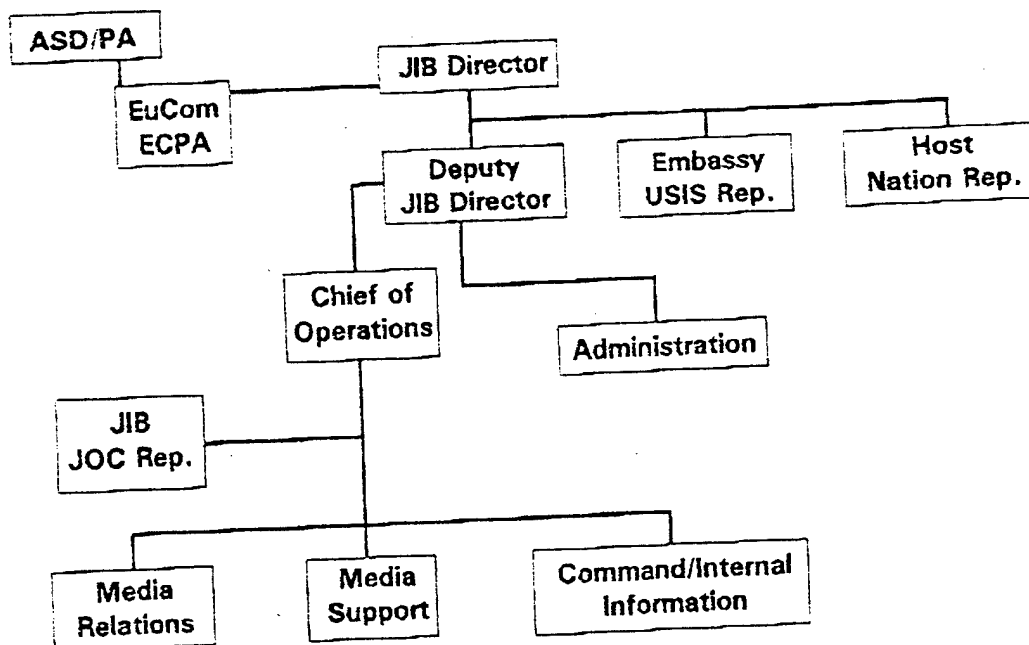 ASD/PA
JIB Director
EuCom
ECPA
Deputy
JIB Director
Embassy
USIS Rep.
Host
Nation Rep.
Chief of
Operations
Administration
JIB
JOC Rep.
Media
Relations
Media
Support
Command/Internal
Information